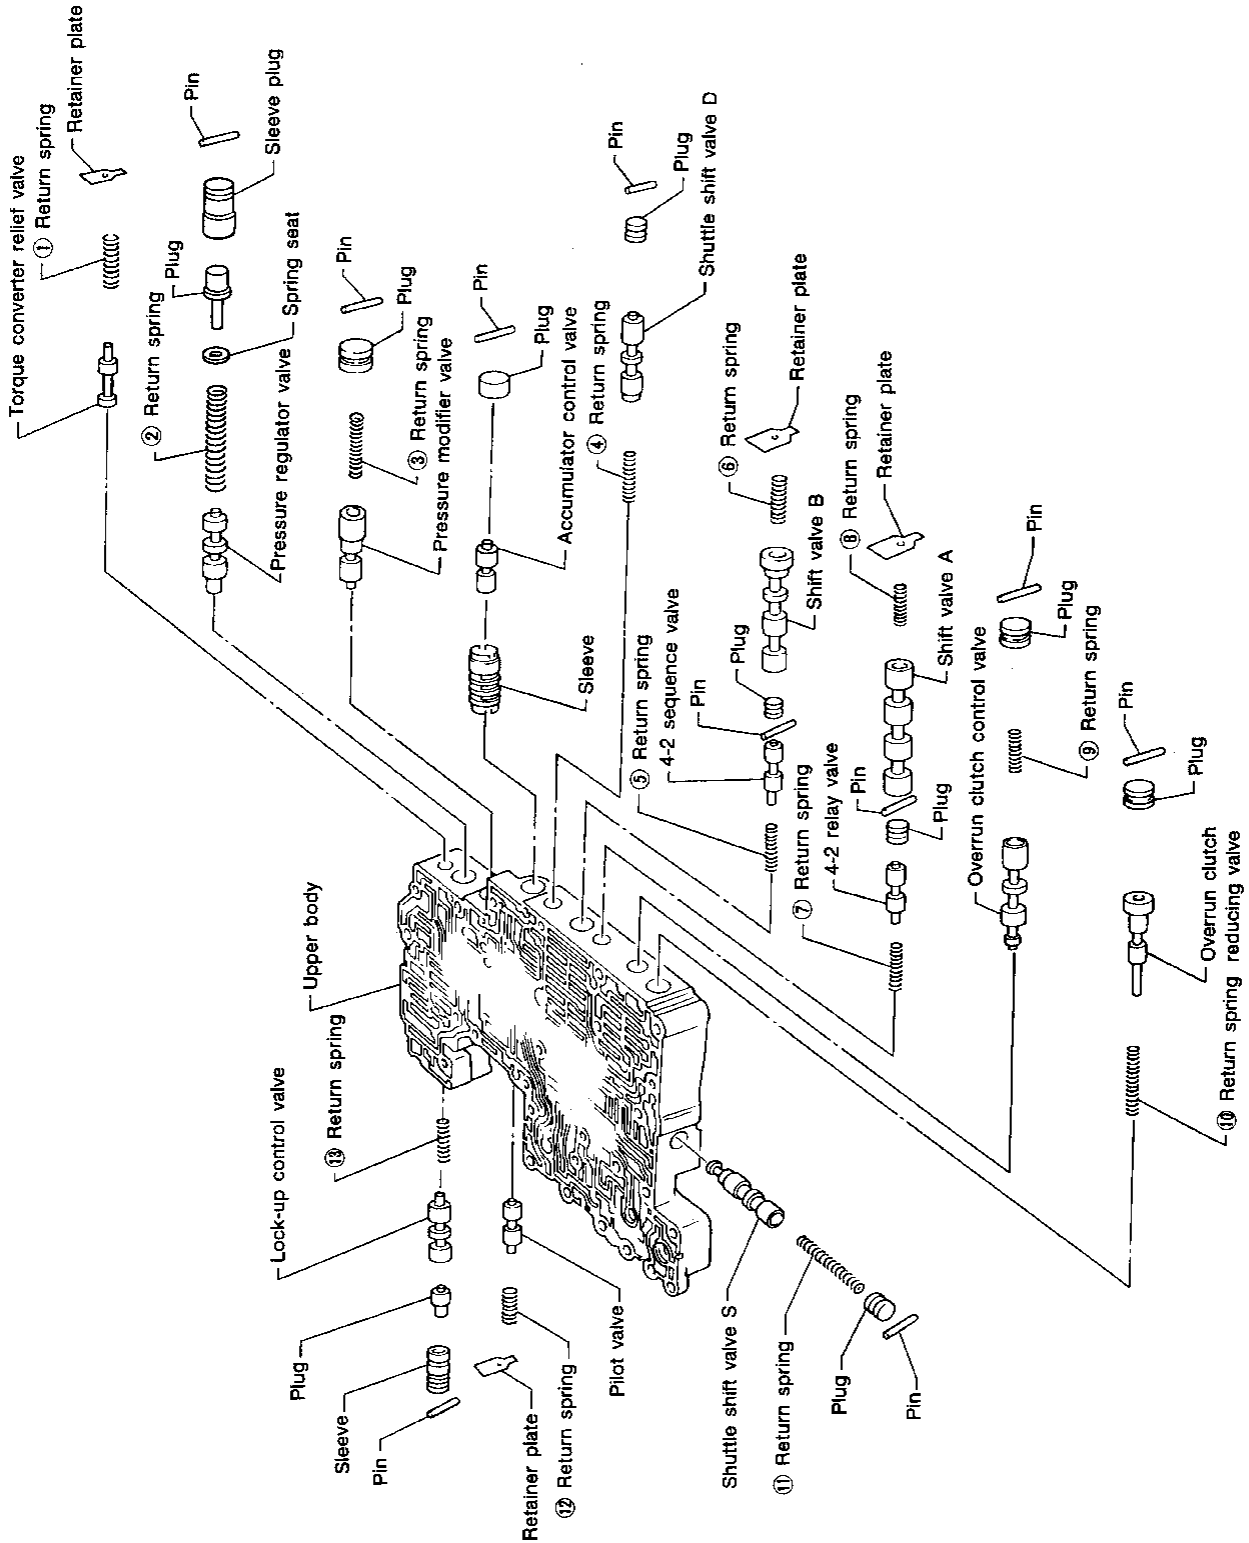 Torque converter relief valve
① Return spring
Retainer plate
② Return spring
Plug
Pin
Sleeve plug
Spring seat
Pressure regulator valve
Pin
Plug
③ Return spring
Pressure modifier valve
Pin
Plug
Accumulator control valve
Sleeve
④ Return spring
Pin
Plug
Shuttle shift valve D
⑤ Return spring
4-2 sequence valve
Pin
Plug
⑥ Return spring
Retainer plate
Shift valve B
⑦ Return spring
4-2 relay valve
Pin
Plug
⑧ Return spring
Retainer plate
Shift valve A
Overrun clutch control valve
Pin
Plug
⑨ Return spring
Pin
Plug
Overrun clutch
reducing valve
⑩ Return spring
Upper body
⑬ Return spring
Lock-up control valve
Plug
Sleeve
Pin
Retainer plate
⑫ Return spring
Pilot valve
Shuttle shift valve S
⑪ Return spring
Plug
Pin